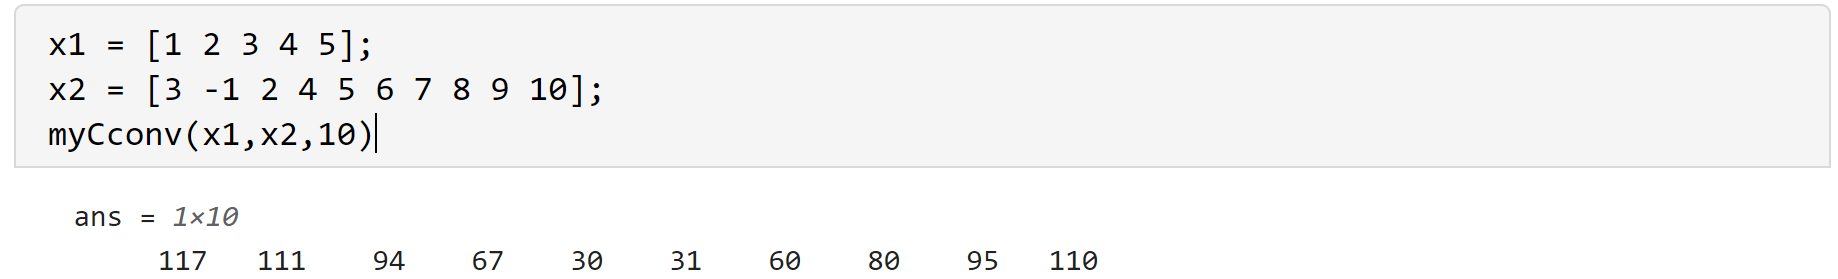 x1 = [1 2 3 4 5];
x2 = [3 -1 2 4 5 6 7 8 9 10];
myCconv(x1,x2,10)
ans = 1×10
117 111 94 67 30 31 60 80 95 110